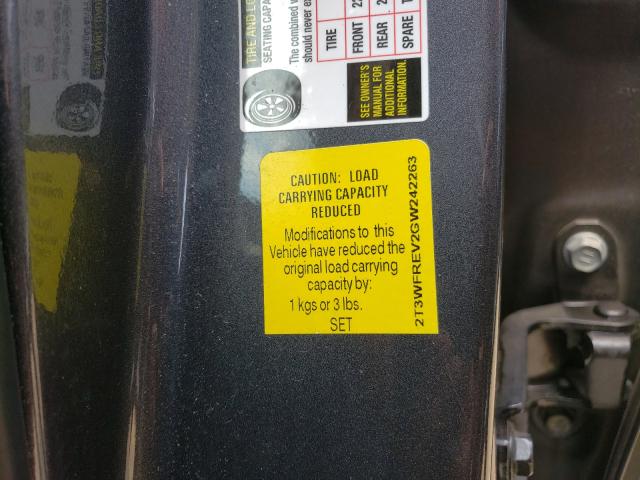 TIRE AND LO
SEATING CAPA
The combined w
should never ex
TIRE
FRONT
REAR
SPARE
SEE OWNER'S
MANUAL FOR
ADDITIONAL
INFORMATION.
CAUTION: LOAD
CARRYING CAPACITY
REDUCED
Modifications to this
Vehicle have reduced the
original load carrying
capacity by:
1 kgs or 3 lbs.
SET
2T3WFREV2GW242263